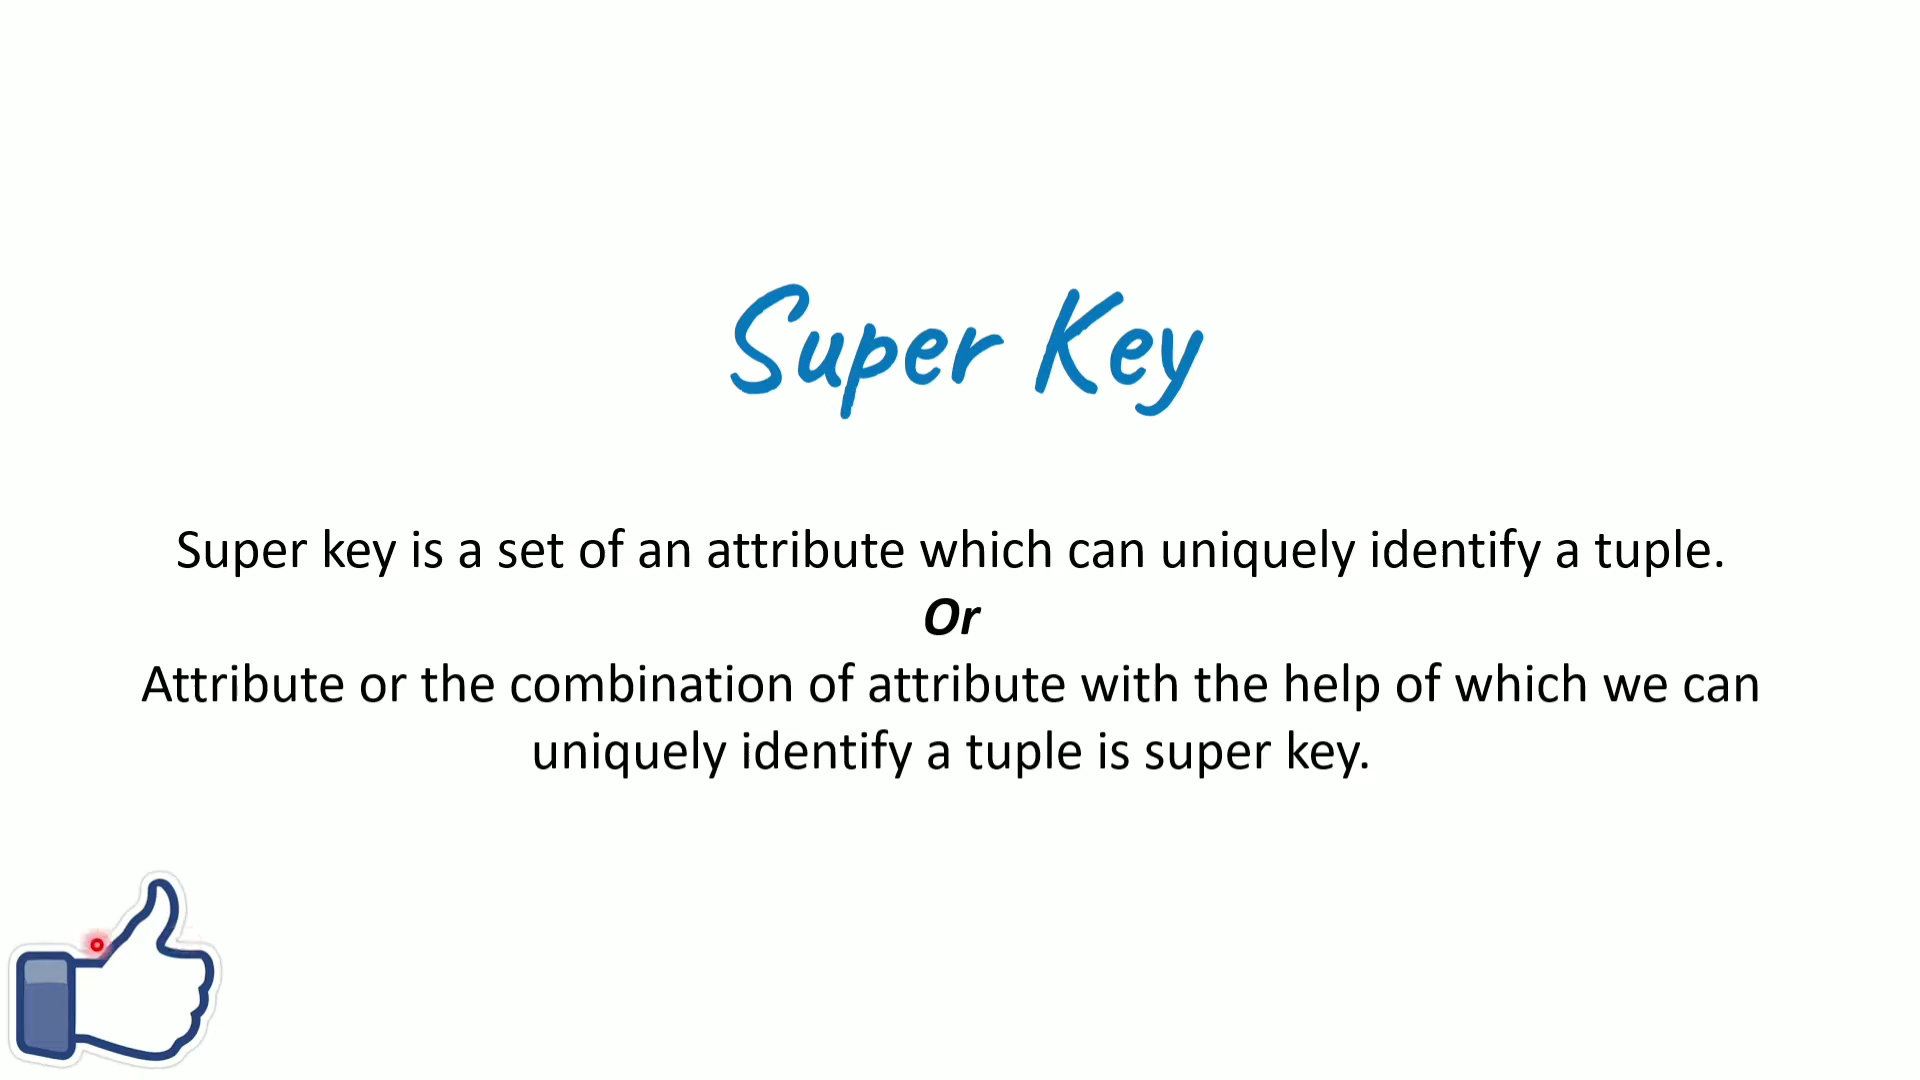 Super Key
Super key is a set of an attribute which can uniquely identify a tuple.
Or
Attribute or the combination of attribute with the help of which we can
uniquely identify a tuple is super key.